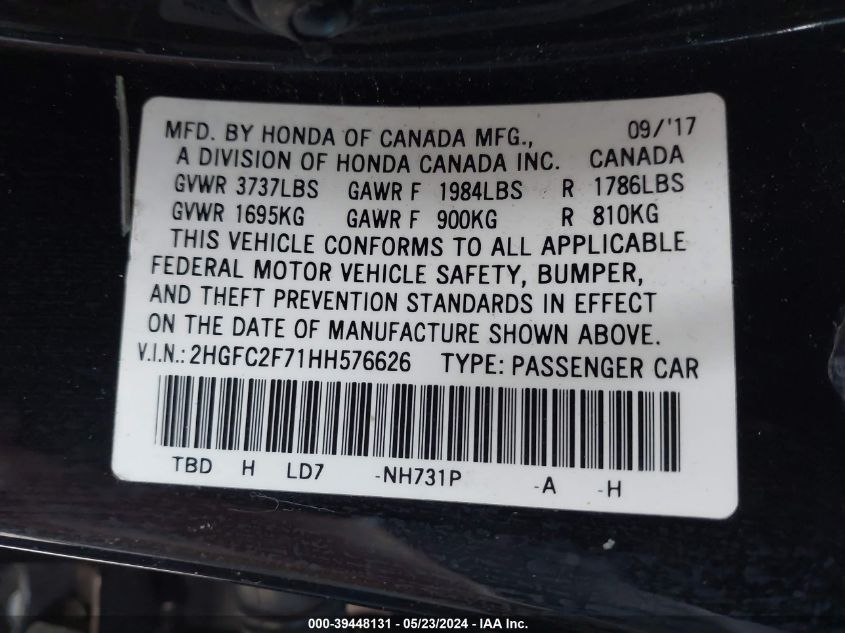 MFD. BY HONDA OF CANADA MFG., 09/'17
A DIVISION OF HONDA CANADA INC. CANADA
GVWR 3737LBS GAWR F 1984LBS R 1786LBS
GVWR 1695KG GAWR F 900KG R 810KG
THIS VEHICLE CONFORMS TO ALL APPLICABLE
FEDERAL MOTOR VEHICLE SAFETY, BUMPER,
AND THEFT PREVENTION STANDARDS IN EFFECT
ON THE DATE OF MANUFACTURE SHOWN ABOVE.
V.I.N.: 2HGFC2F71HH576626 TYPE: PASSENGER CAR
TBD H LD7 -NH731P -A -H
000-39448131 - 05/23/2024 - IAA Inc.